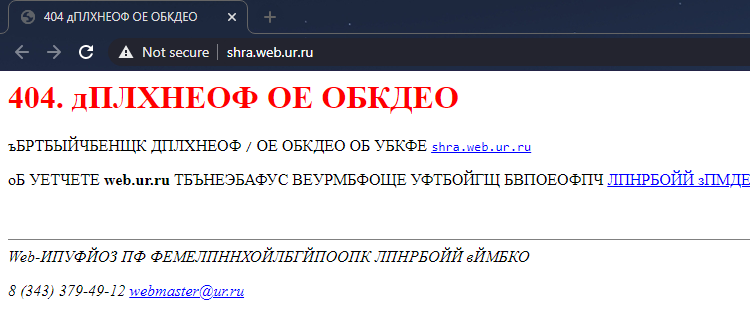 404 дПЛХНЕОФ ОЕ ОБКДЕО
Not secure shra.web.ur.ru
404. дПЛХНЕОФ ОЕ ОБКДЕО
ъБРТБЫЙЧБЕНЩК ДПЛХНЕОФ / ОЕ ОБКДЕО ОБ УБКФЕ shra.web.ur.ru
оБ УЕТЧЕТЕ web.ur.ru ТБЪНЕЭБАФУС ВЕУРМБФОЩЕ УФТБОЙГЩ БВПОЕОФПЧ ЛПНРБОЙЙ зПМДЕ
Web-ИПУФЙОЗ ПФ ФЕМЕЛПННХОЙЛБГЙПООПК ЛПНРБОЙЙ вЙМБКО
8 (343) 379-49-12 webmaster@ur.ru